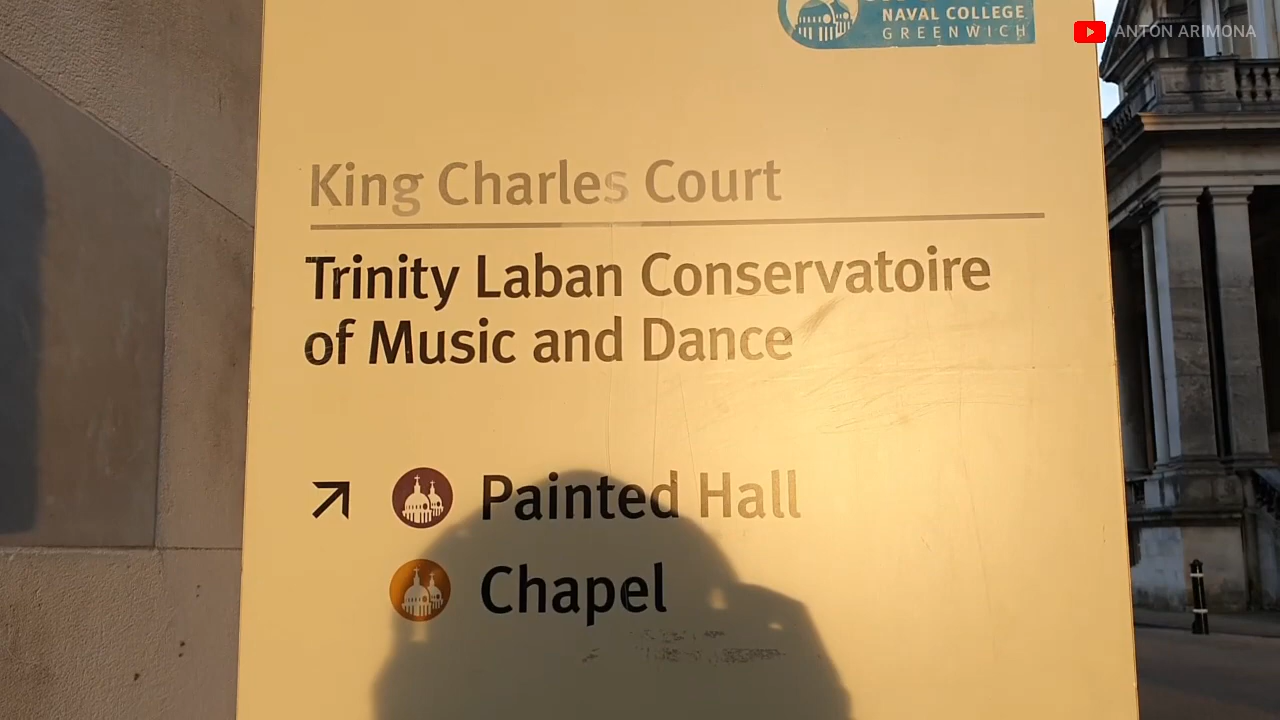 NAVAL COLLEGE
GREENWICH
ANTON ARIMONA
King Charles Court
Trinity Laban Conservatoire
of Music and Dance
Painted Hall
Chapel